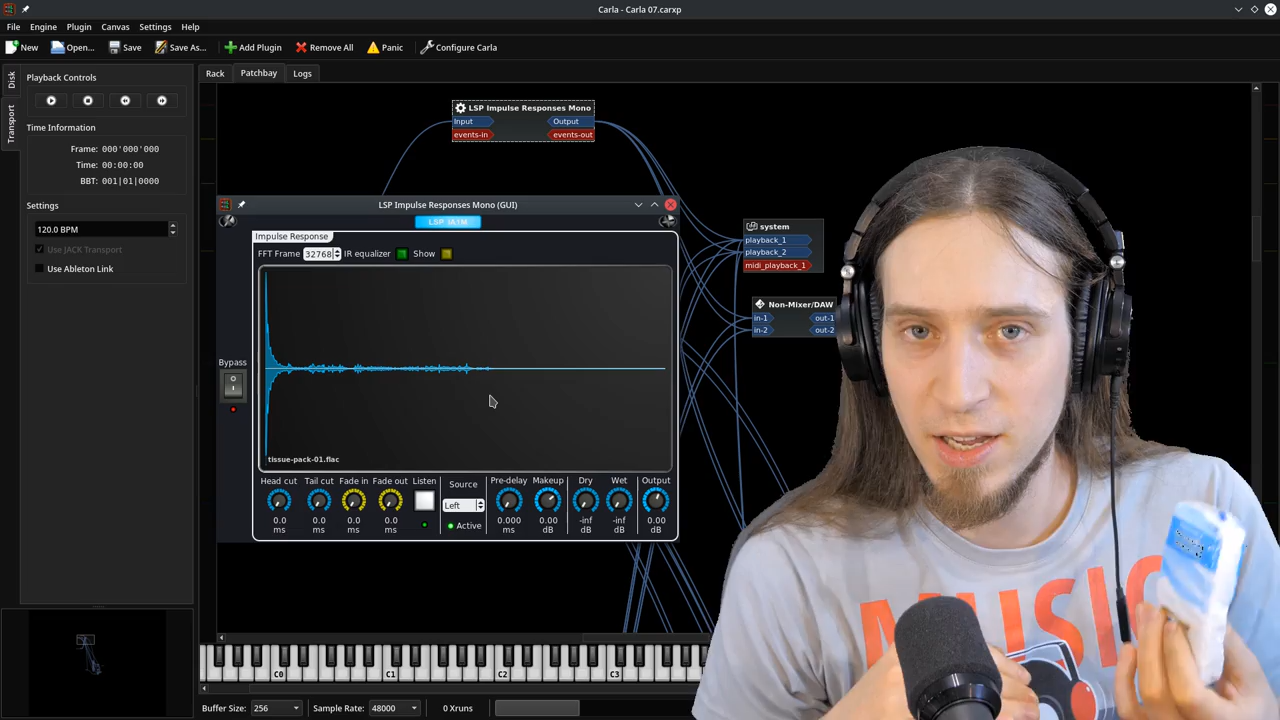 Carla - Carla 07.carxp
File Engine Plugin Canvas Settings Help
New Open... Save Save As... Add Plugin Remove All Panic Configure Carla
Disk
Transport
Playback Controls
Time Information
Frame: 000'000'000
Time: 00:00:00
BBT: 001|01|0000
Settings
120.0 BPM
Use JACK Transport
Use Ableton Link
Rack Patchbay Logs
LSP Impulse Responses Mono
Input Output
events-in events-out
system
playback_1
playback_2
midi_playback_1
Non-Mixer/DAW
in-1 out-1
in-2 out-2
LSP Impulse Responses Mono (GUI)
LSP IA1M
Impulse Response
FFT Frame 32768 IR equalizer Show
Bypass
tissue-pack-01.flac
Head cut Tail cut Fade in Fade out Listen Source Pre-delay Makeup Dry Wet Output
Left
Active
0.0 0.0 0.0 0.0 0.000 0.00 -inf -inf 0.00
ms ms ms ms ms dB dB dB dB
C0 C1 C2 C3
Buffer Size: 256 Sample Rate: 48000 0 Xruns
MUSIC